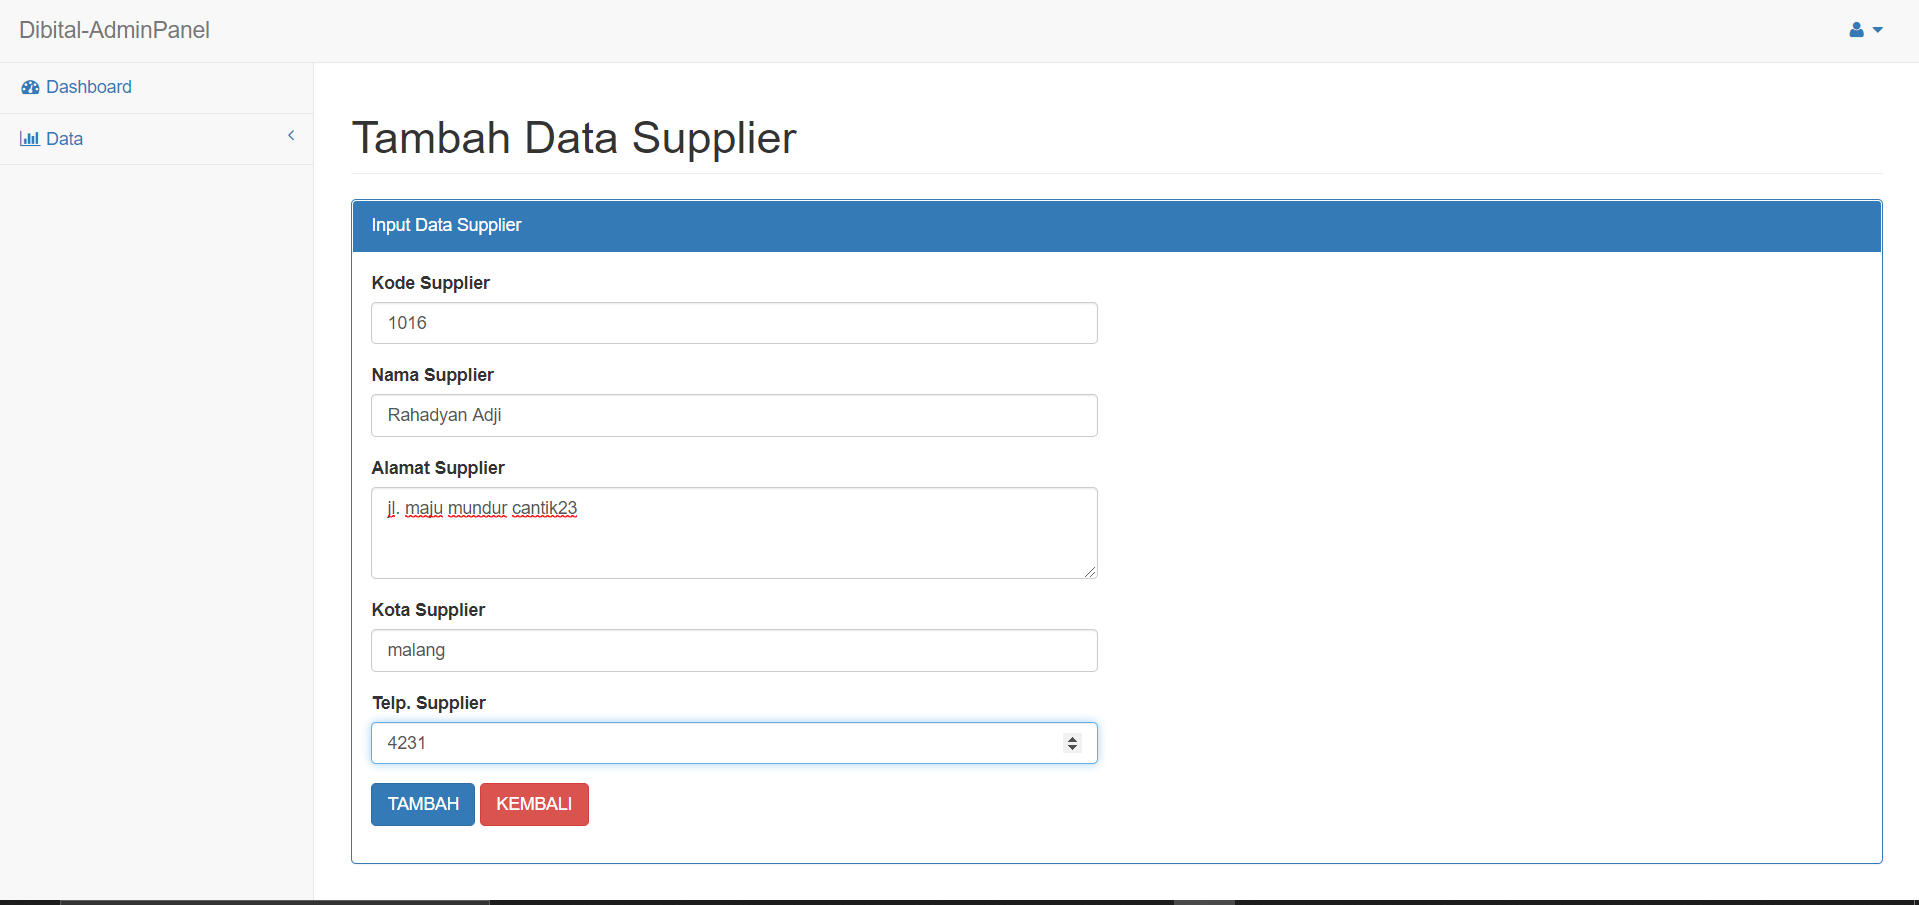 Dibital-AdminPanel
Dashboard
Data
Tambah Data Supplier
Input Data Supplier
Kode Supplier
1016
Nama Supplier
Rahadyan Adji
Alamat Supplier
jl. maju mundur cantik23
Kota Supplier
malang
Telp. Supplier
4231
TAMBAH KEMBALI